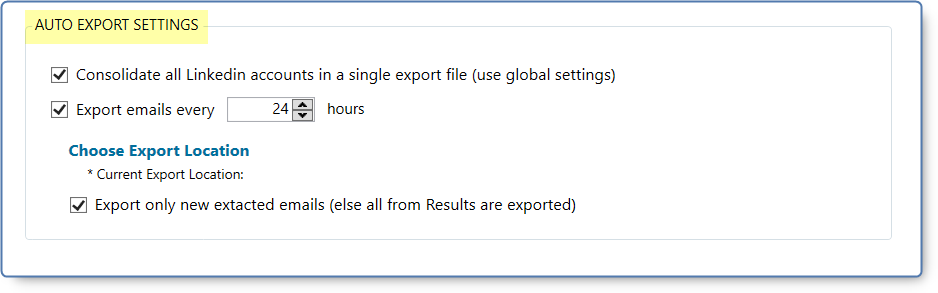 AUTO EXPORT SETTINGS
Consolidate all Linkedin accounts in a single export file (use global settings)
Export emails every 24 hours
Choose Export Location
* Current Export Location:
Export only new extacted emails (else all from Results are exported)